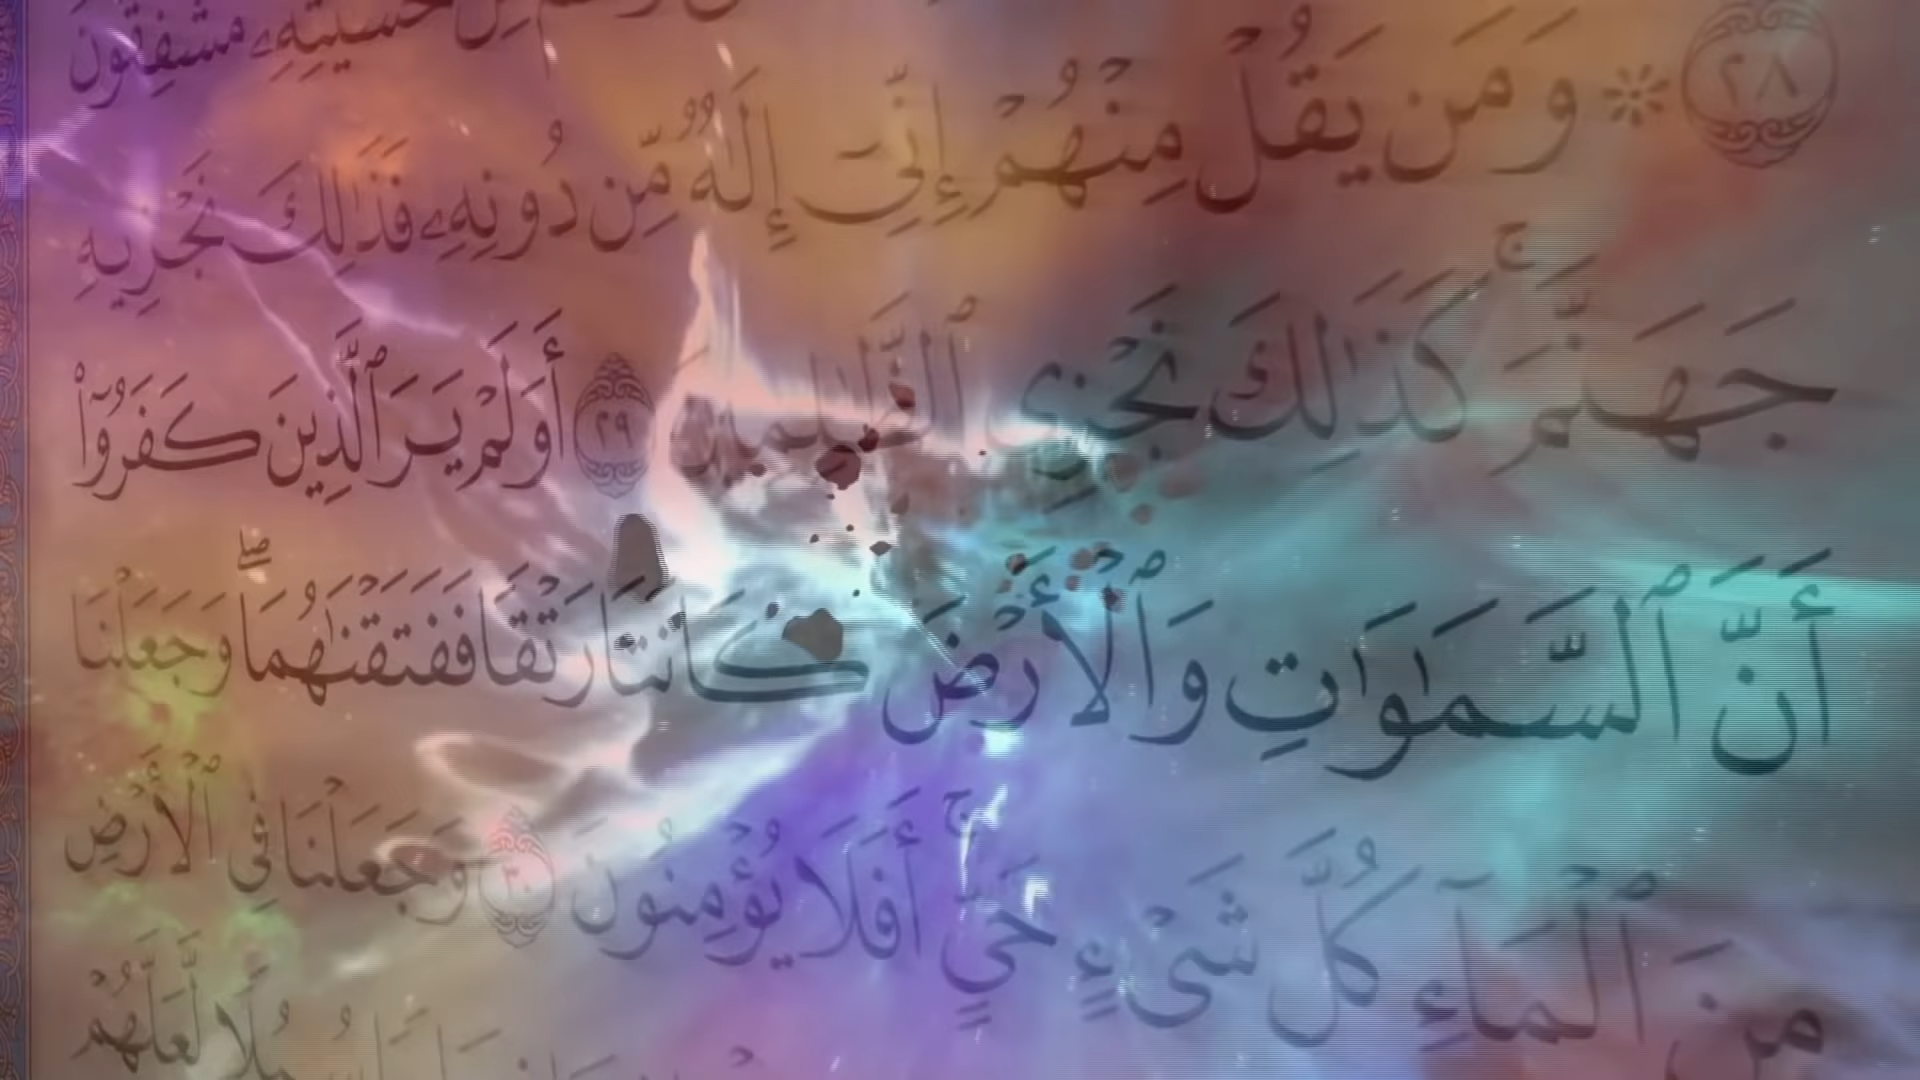 مِّنْ خَشْيَتِهِۦ مُشْفِقُونَ
٢٨ ۞ وَمَن يَقُلْ مِنْهُمْ إِنِّىٓ إِلَٰهٌ مِّن دُونِهِۦ فَذَٰلِكَ نَجْزِيهِ
جَهَنَّمَ ۚ كَذَٰلِكَ نَجْزِى ٱلظَّٰلِمِينَ ٢٩ أَوَلَمْ يَرَ ٱلَّذِينَ كَفَرُوٓا۟
أَنَّ ٱلسَّمَٰوَٰتِ وَٱلْأَرْضَ كَانَتَا رَتْقًا فَفَتَقْنَٰهُمَا ۖ وَجَعَلْنَا
مِنَ ٱلْمَآءِ كُلَّ شَىْءٍ حَىٍّ ۚ أَفَلَا يُؤْمِنُونَ ٣٠ وَجَعَلْنَا فِى ٱلْأَرْضِ
لَّعَلَّهُمْ